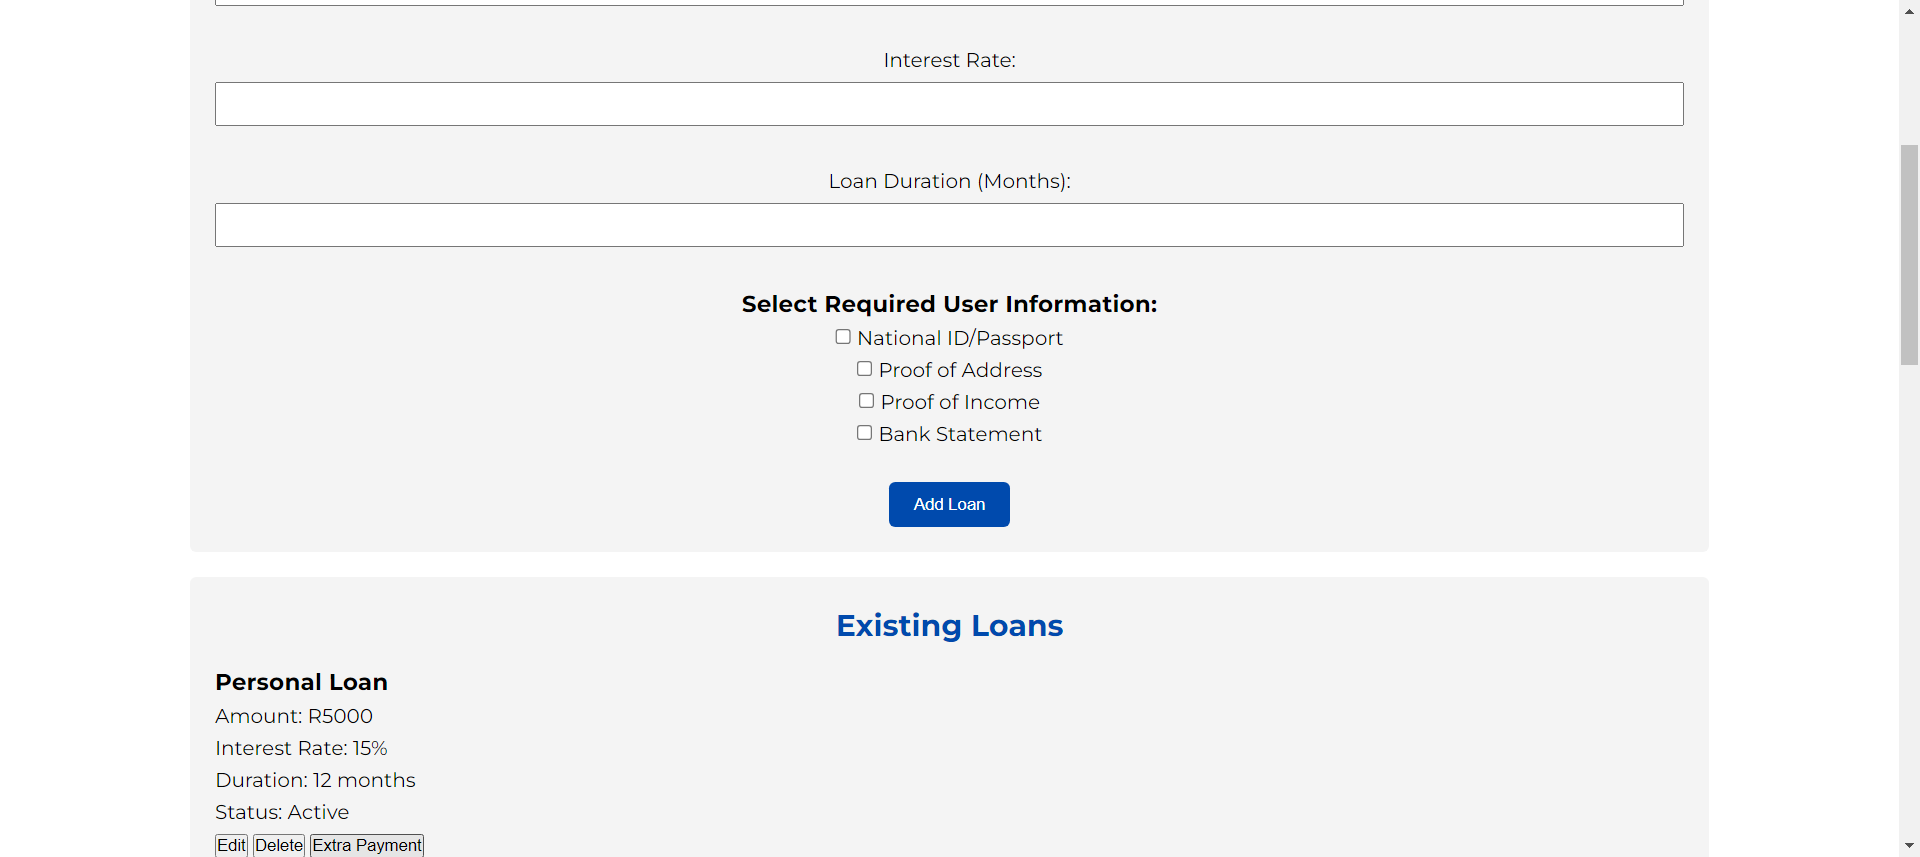 Interest Rate:
Loan Duration (Months):
Select Required User Information:
National ID/Passport
Proof of Address
Proof of Income
Bank Statement
Add Loan
Existing Loans
Personal Loan
Amount: R5000
Interest Rate: 15%
Duration: 12 months
Status: Active
Edit Delete Extra Payment